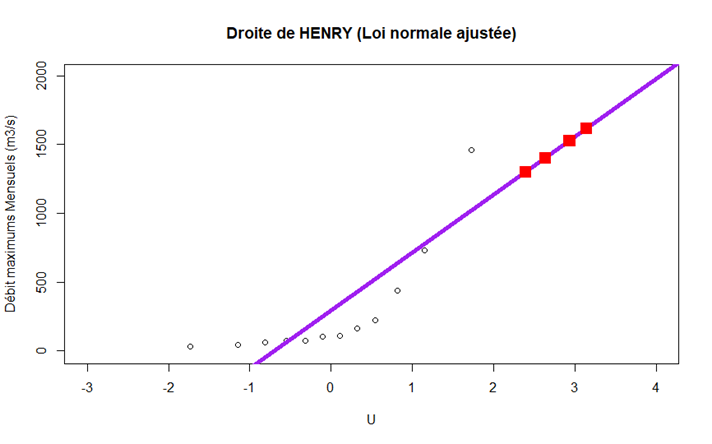 Droite de HENRY (Loi normale ajustée)
Débit maximums Mensuels (m3/s)
2000
1500
1000
500
0
-3 -2 -1 0 1 2 3 4
U